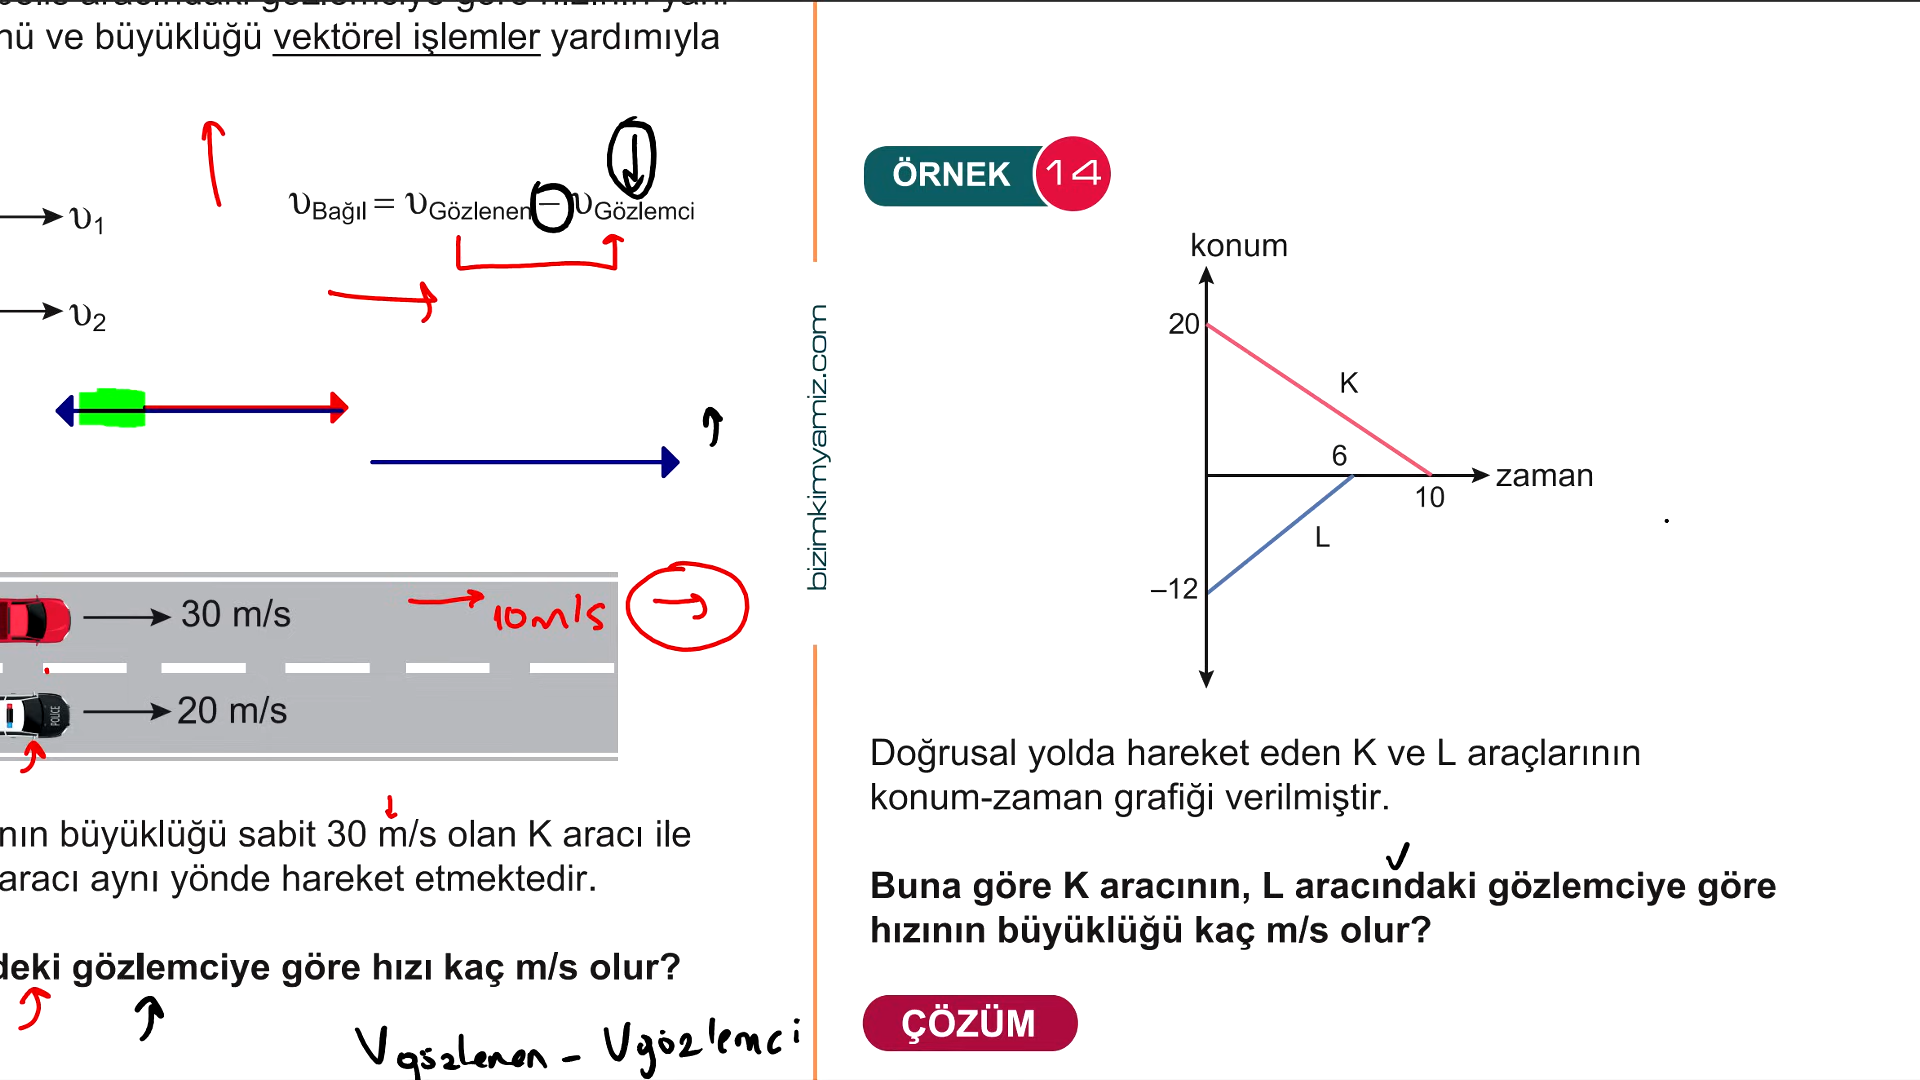 nü ve büyüklüğü vektörel işlemler yardımıyla
υBağıl = υGözlenen − υGözlemci
υ1
υ2
30 m/s
10m/s
20 m/s
POLICE
nın büyüklüğü sabit 30 m/s olan K aracı ile
aracı aynı yönde hareket etmektedir.
deki gözlemciye göre hızı kaç m/s olur?
Vgözlenen - Vgözlemci
bizimkimyamiz.com
ÖRNEK 14
konum
20
K
6
zaman
10
L
–12
Doğrusal yolda hareket eden K ve L araçlarının
konum-zaman grafiği verilmiştir.
Buna göre K aracının, L aracındaki gözlemciye göre
hızının büyüklüğü kaç m/s olur?
ÇÖZÜM